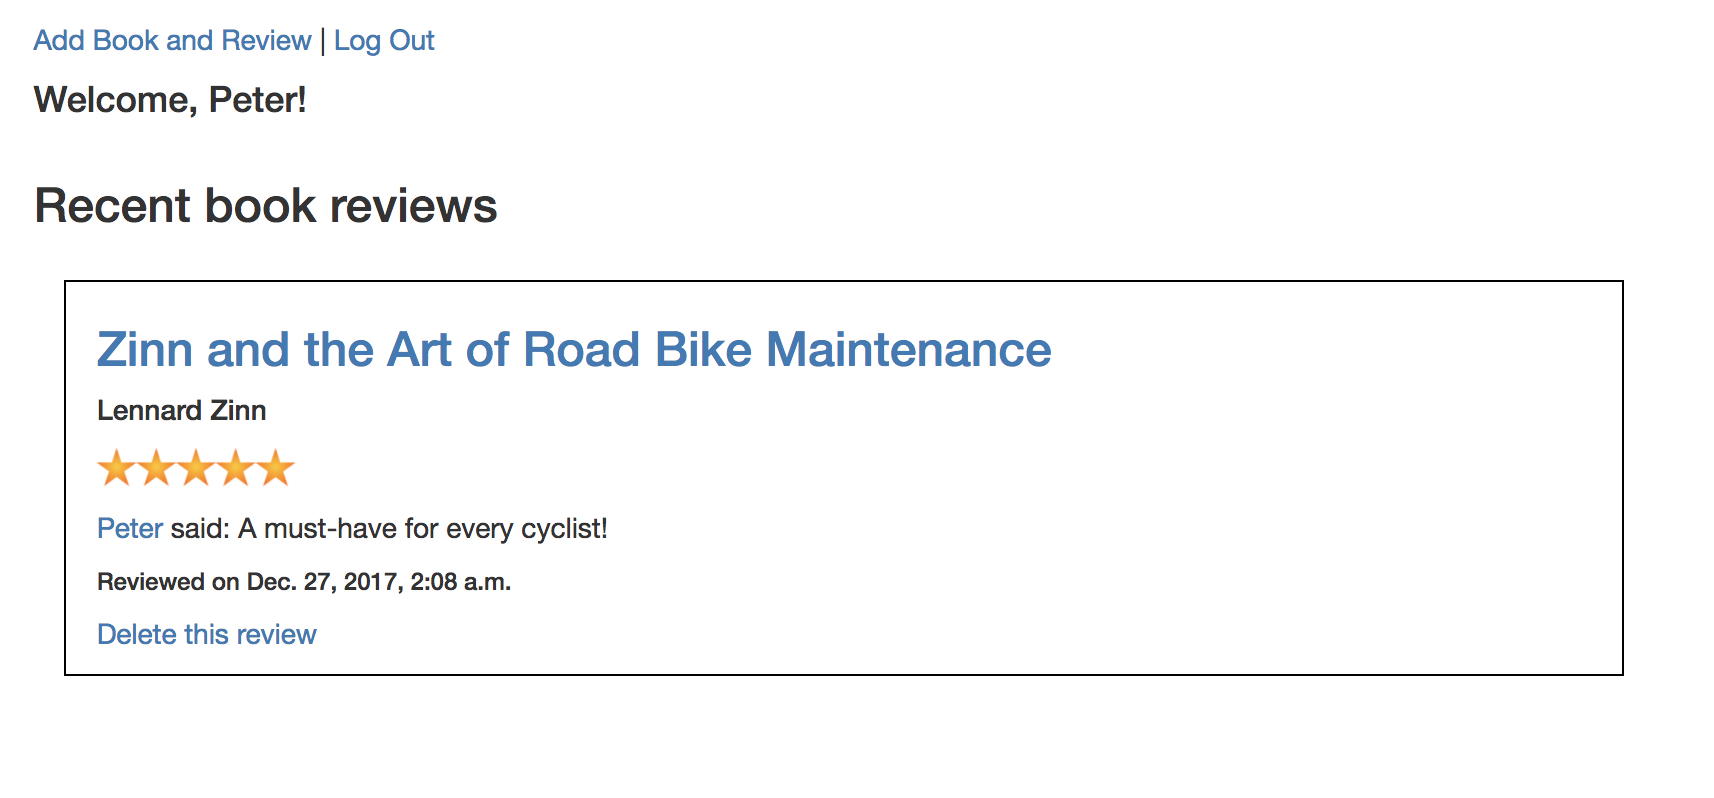 Add Book and Review | Log Out
Welcome, Peter!
Recent book reviews
Zinn and the Art of Road Bike Maintenance
Lennard Zinn
Peter said: A must-have for every cyclist!
Reviewed on Dec. 27, 2017, 2:08 a.m.
Delete this review